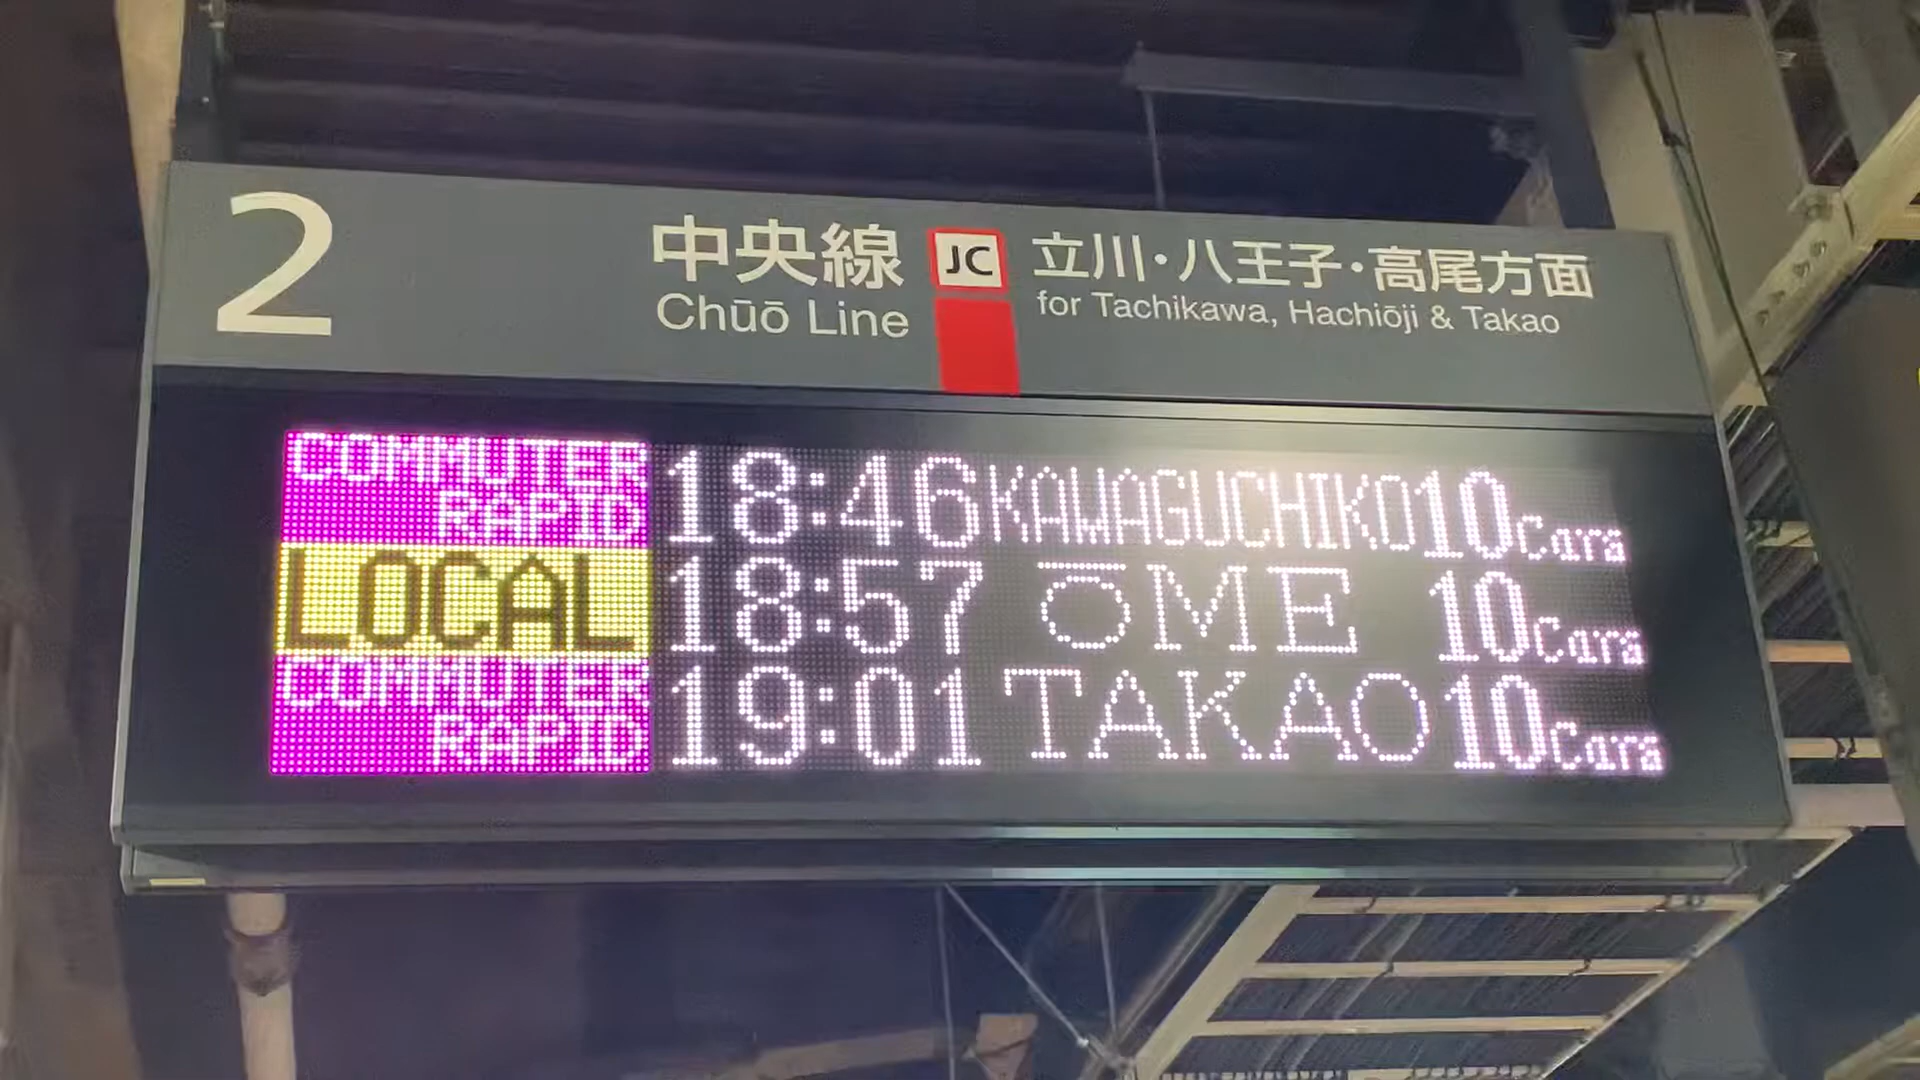 2
中央線 JC 立川・八王子・高尾方面
Chūō Line for Tachikawa, Hachiōji & Takao
COMMUTER RAPID 18:46 KAWAGUCHIKO 10Cars
LOCAL 18:57 ŌME 10Cars
COMMUTER RAPID 19:01 TAKAO 10Cars